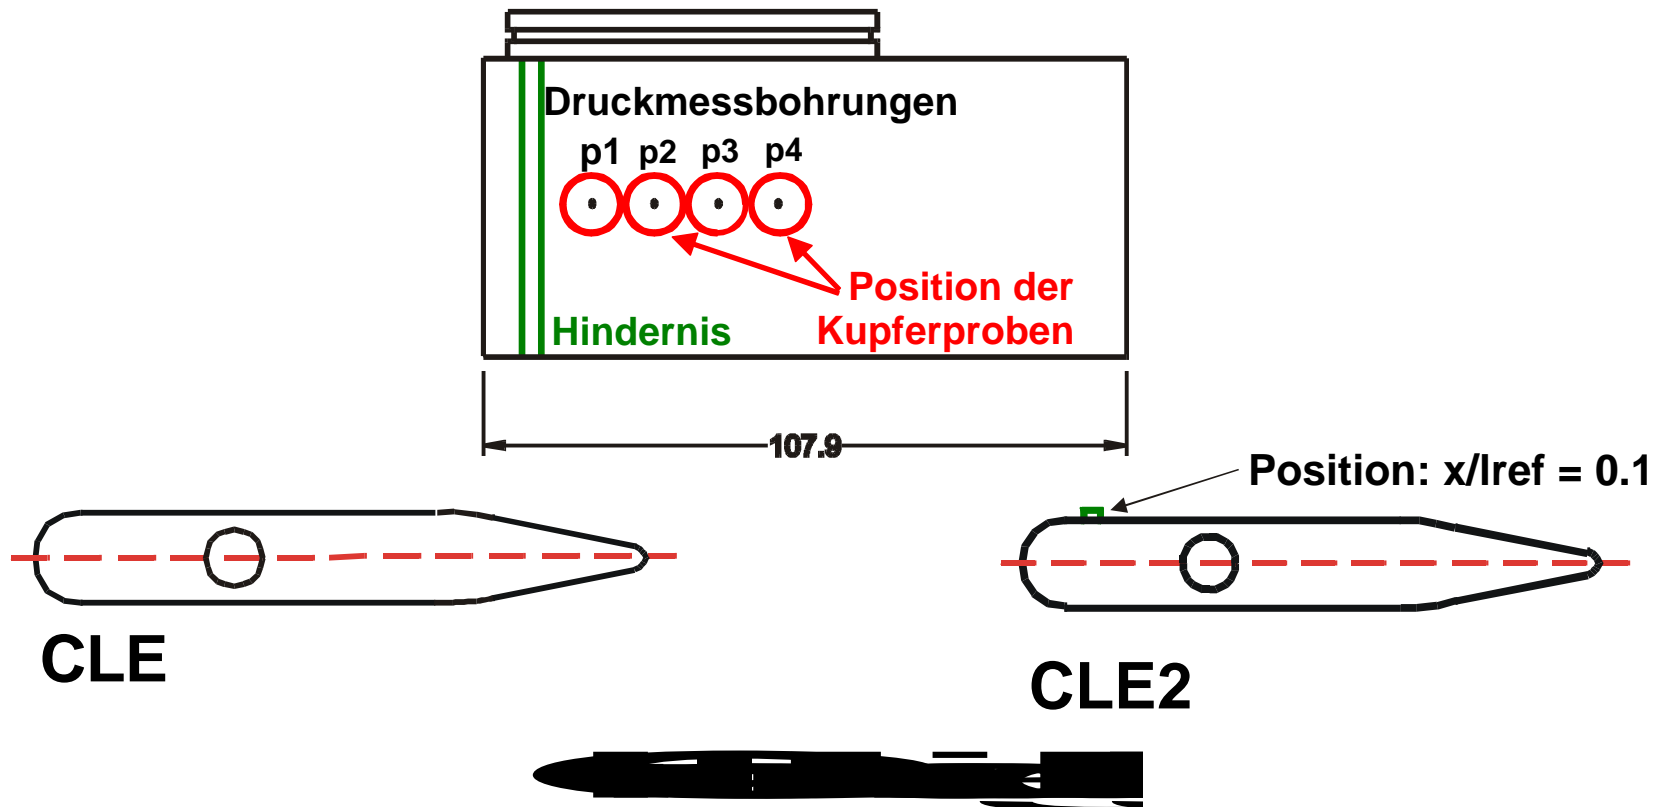 Druckmessbohrungen
p1 p2 p3 p4
Position der
Kupferproben
Hindernis
107.9
Position: x/lref = 0.1
CLE
CLE2